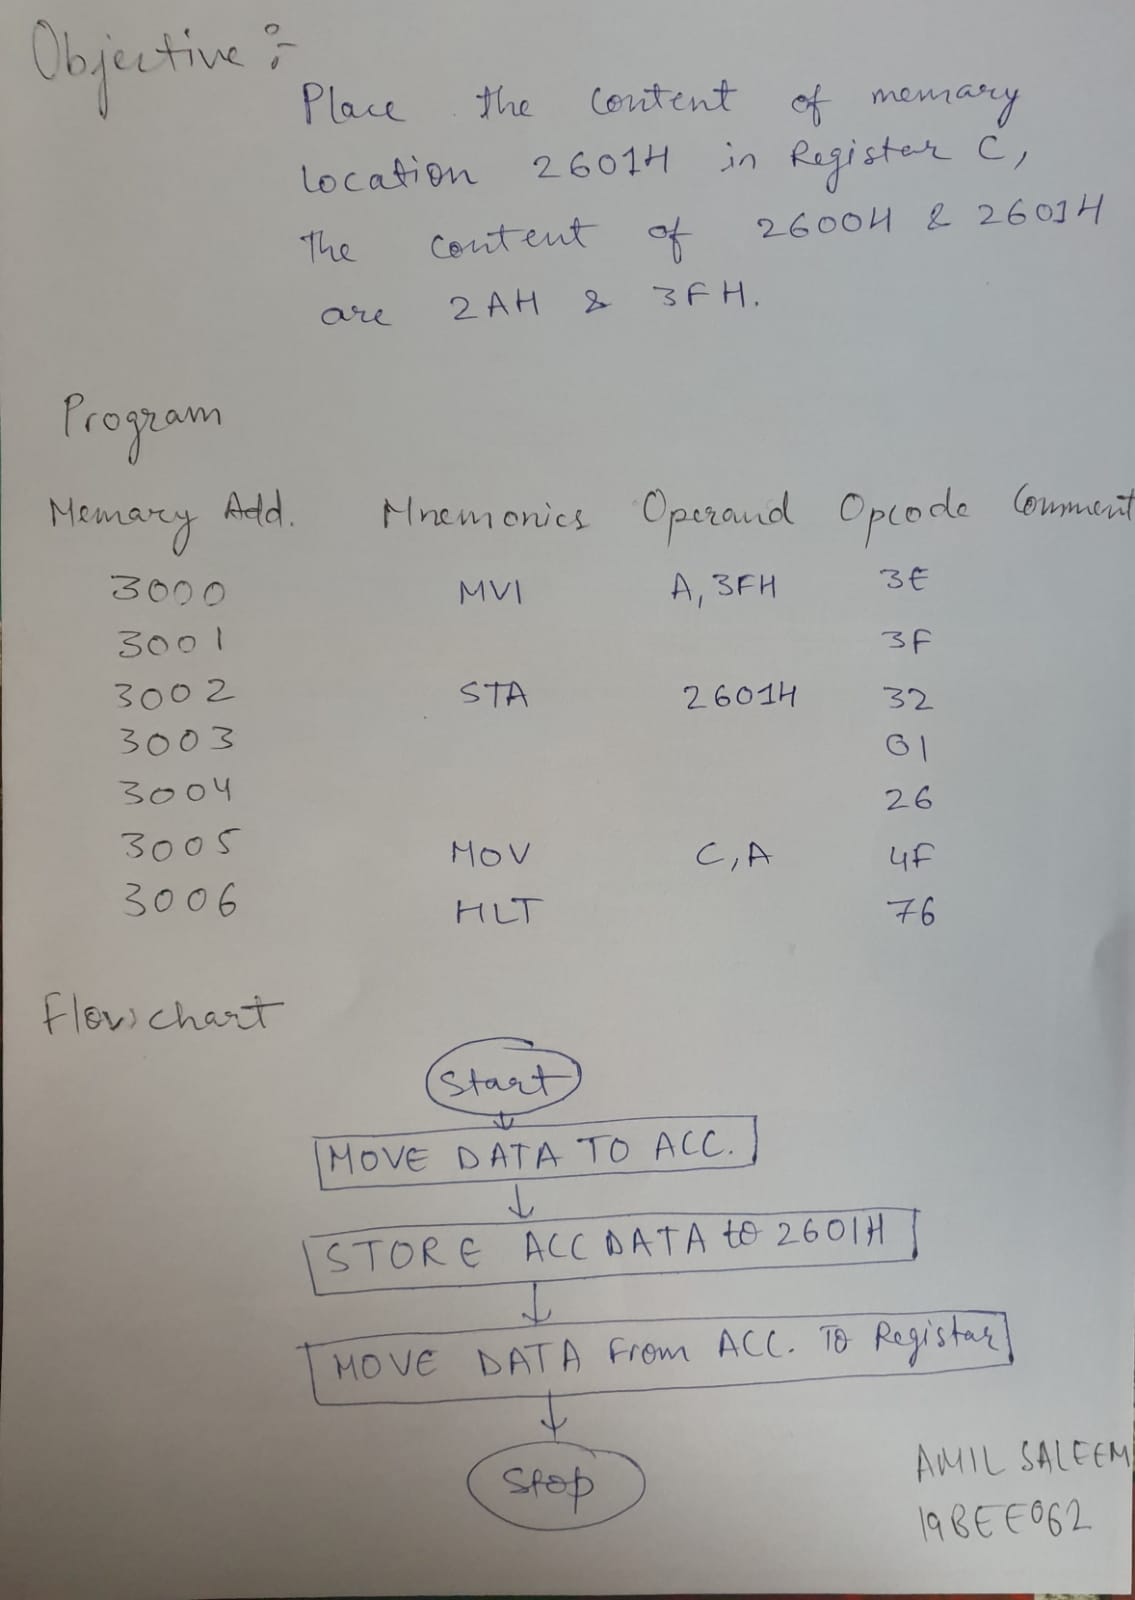 Objective :-
Place the content of memary
location 2601H in Registar C,
The content of 2600H & 2601H
are 2AH & 3FH.
Program
Memary Add. Mnemonics Operand Opcode Comment
3000 MVI A, 3FH 3E
3001 3F
3002 STA 2601H 32
3003 01
3004 26
3005 MOV C, A 4F
3006 HLT 76
Flowchart
Start
MOVE DATA TO ACC.
STORE ACC DATA to 2601H
MOVE DATA From ACC. To Registar
Stop
AMIL SALEEM
19BEE062